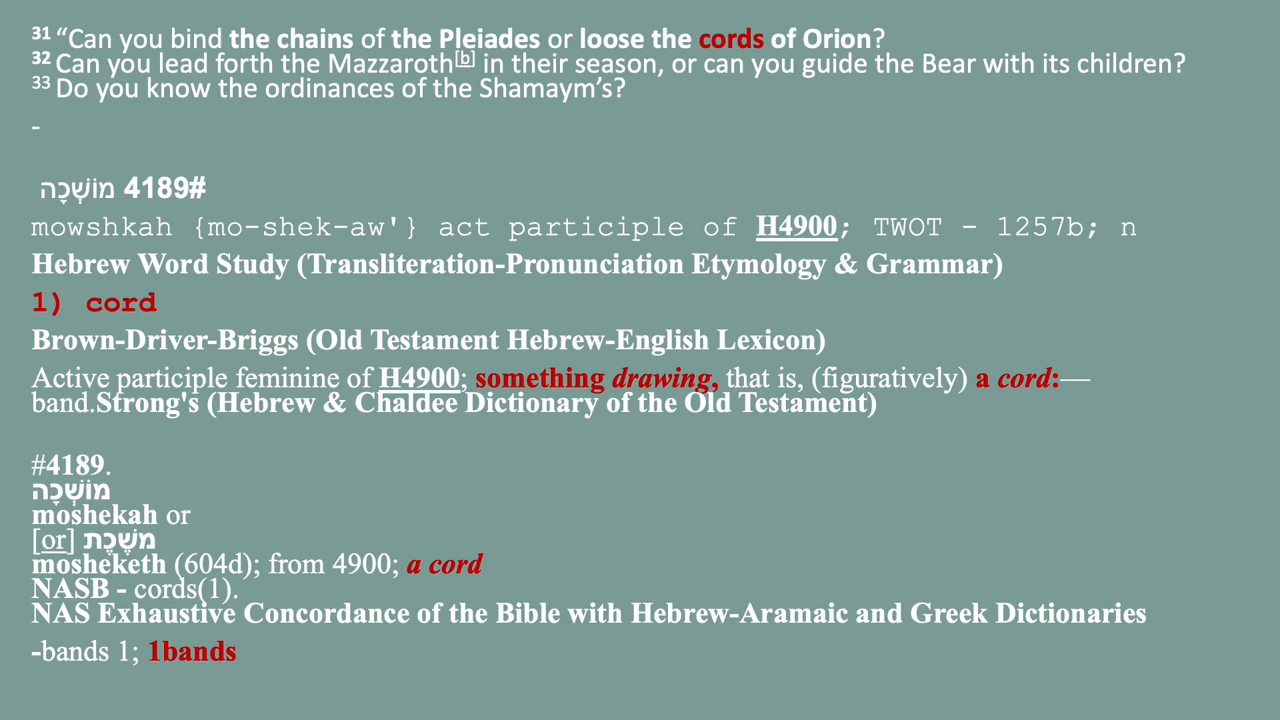 31 “Can you bind the chains of the Pleiades or loose the cords of Orion?
32 Can you lead forth the Mazzaroth[b] in their season, or can you guide the Bear with its children?
33 Do you know the ordinances of the Shamaym’s?
-
מוֹשְׁכָה 4189#
mowshkah {mo-shek-aw'} act participle of H4900; TWOT - 1257b; n
Hebrew Word Study (Transliteration-Pronunciation Etymology & Grammar)
1) cord
Brown-Driver-Briggs (Old Testament Hebrew-English Lexicon)
Active participle feminine of H4900; something drawing, that is, (figuratively) a cord:—
band.Strong's (Hebrew & Chaldee Dictionary of the Old Testament)
#4189.
מוֹשְׁכָה
moshekah or
[or] מֹשֶׁכֶת
mosheketh (604d); from 4900; a cord
NASB - cords(1).
NAS Exhaustive Concordance of the Bible with Hebrew-Aramaic and Greek Dictionaries
-bands 1; 1bands